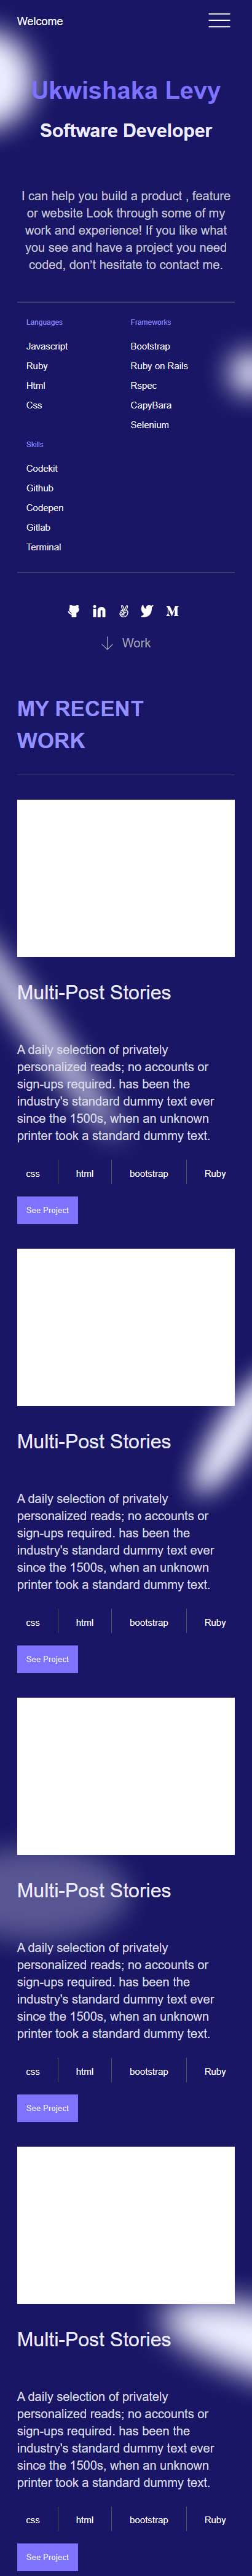 Welcome
Ukwishaka Levy
Software Developer
I can help you build a product , feature
or website Look through some of my
work and experience! If you like what
you see and have a project you need
coded, don't hesitate to contact me.
Languages
Javascript
Ruby
Html
Css
Frameworks
Bootstrap
Ruby on Rails
Rspec
CapyBara
Selenium
Skills
Codekit
Github
Codepen
Gitlab
Terminal
Work
MY RECENT
WORK
Multi-Post Stories
A daily selection of privately
personalized reads; no accounts or
sign-ups required. has been the
industry's standard dummy text ever
since the 1500s, when an unknown
printer took a standard dummy text.
css html bootstrap Ruby
See Project
Multi-Post Stories
A daily selection of privately
personalized reads; no accounts or
sign-ups required. has been the
industry's standard dummy text ever
since the 1500s, when an unknown
printer took a standard dummy text.
css html bootstrap Ruby
See Project
Multi-Post Stories
A daily selection of privately
personalized reads; no accounts or
sign-ups required. has been the
industry's standard dummy text ever
since the 1500s, when an unknown
printer took a standard dummy text.
css html bootstrap Ruby
See Project
Multi-Post Stories
A daily selection of privately
personalized reads; no accounts or
sign-ups required. has been the
industry's standard dummy text ever
since the 1500s, when an unknown
printer took a standard dummy text.
css html bootstrap Ruby
See Project